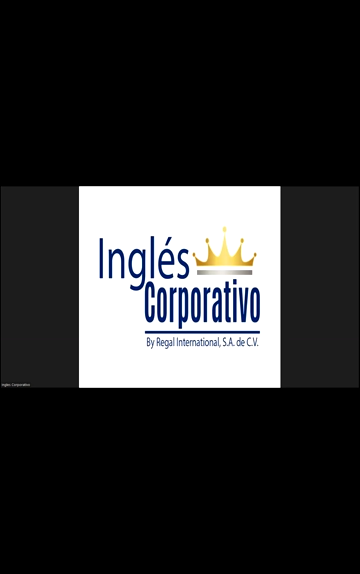 Inglés
Corporativo
By Regal International, S.A. de C.V.
Inglés Corporativo